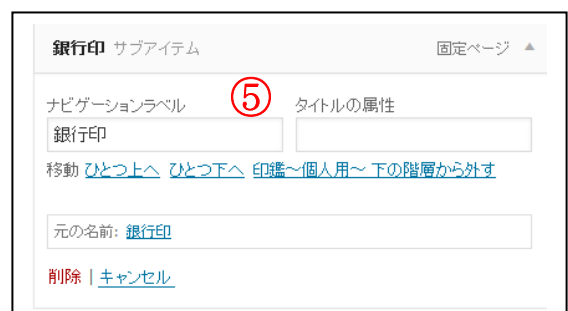 銀行印 サブアイテム 固定ページ ▲
⑤
ナビゲーションラベル タイトルの属性
銀行印
移動 ひとつ上へ ひとつ下へ 印鑑～個人用～ 下の階層から外す
元の名前: 銀行印
削除 | キャンセル